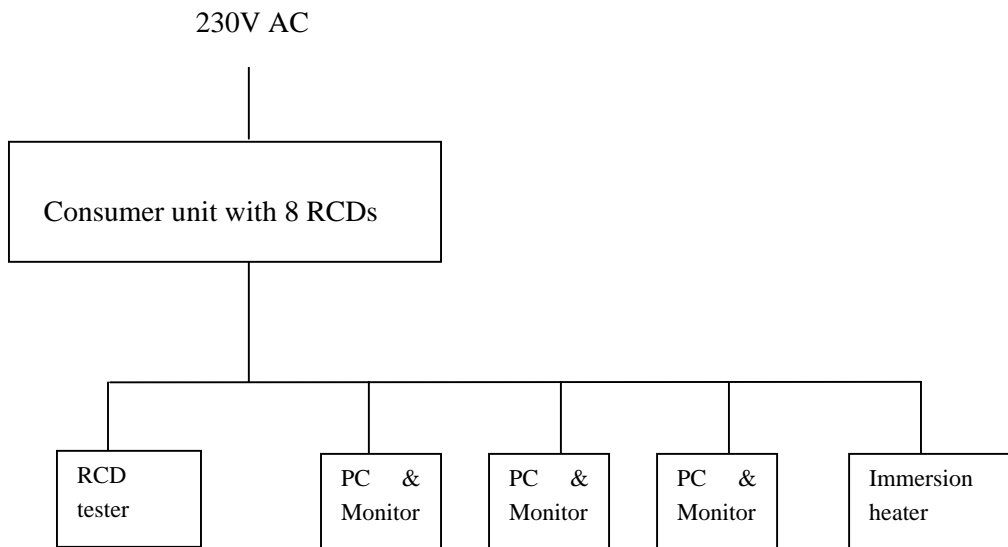 230V AC
Consumer unit with 8 RCDs
RCD
tester
PC &
Monitor
PC &
Monitor
PC &
Monitor
Immersion
heater